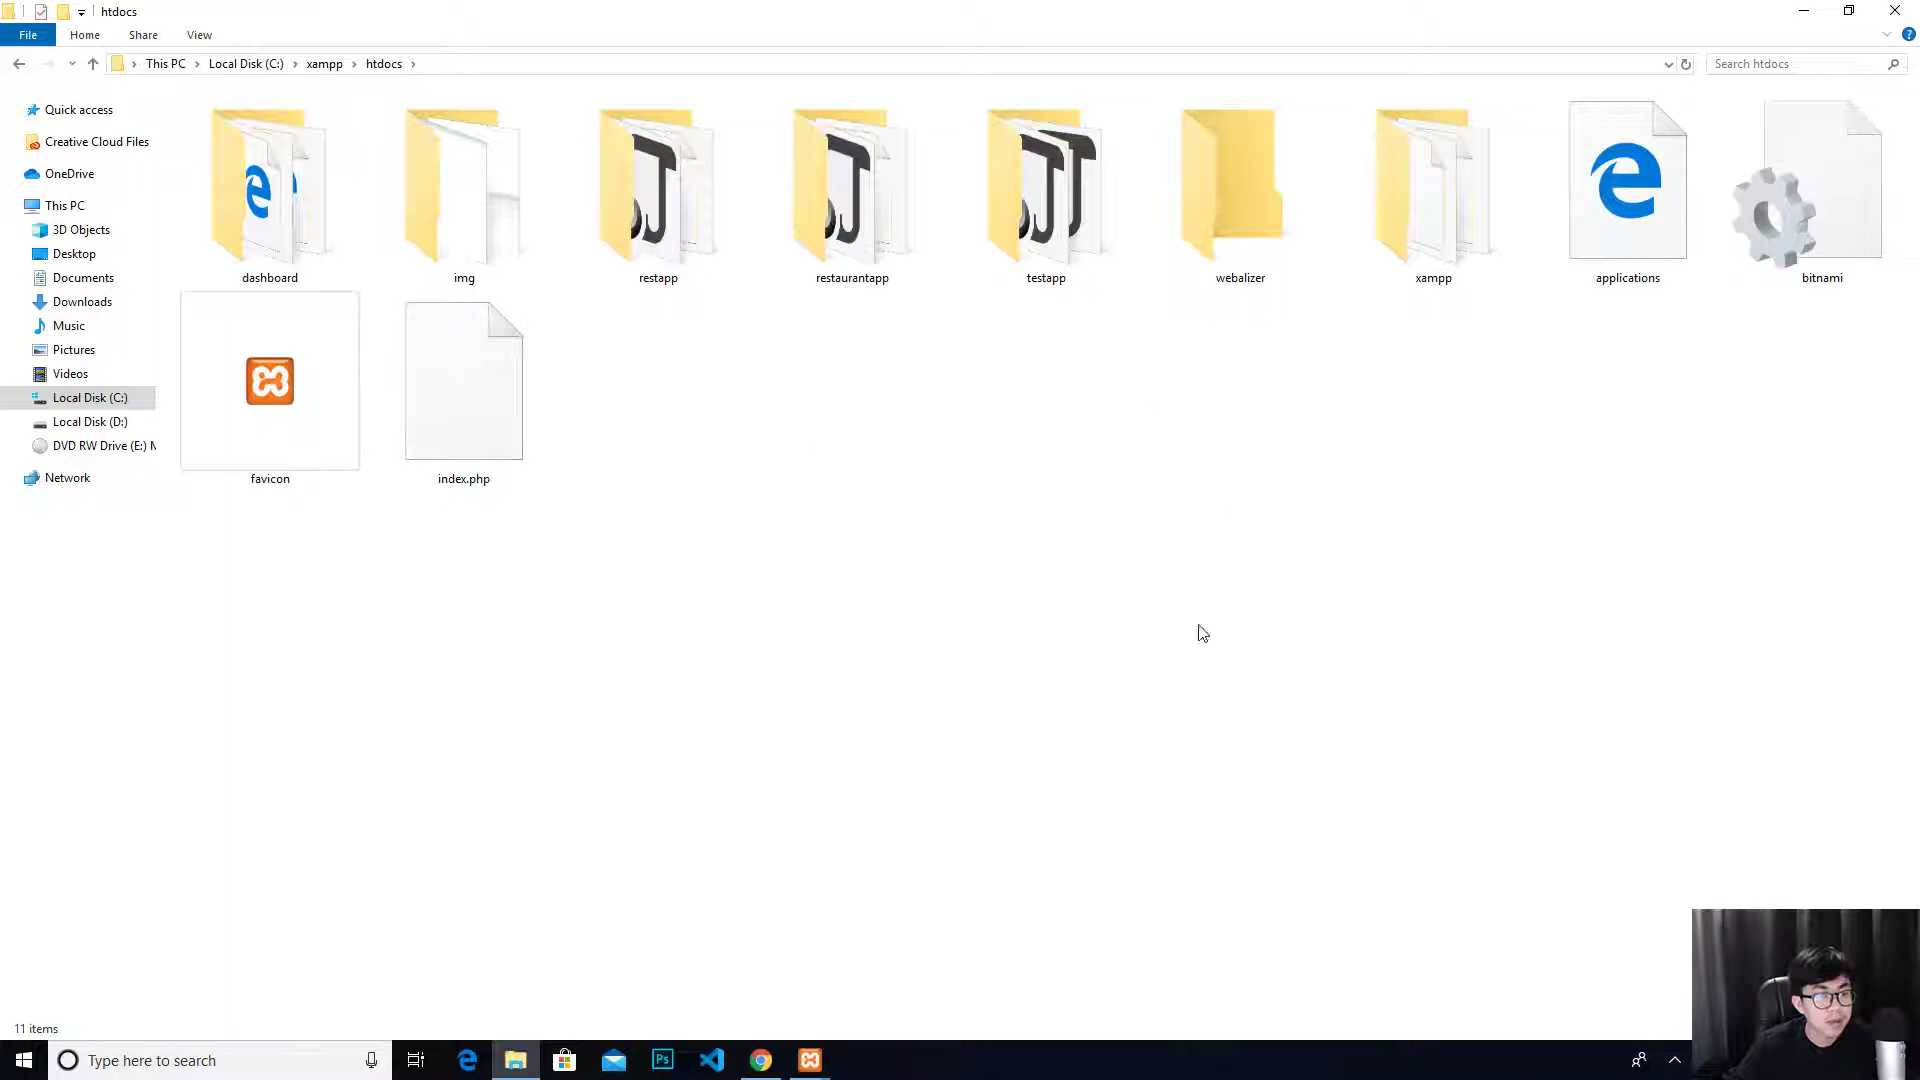 htdocs
File Home Share View
This PC Local Disk (C:) xampp htdocs
Search htdocs
Quick access
Creative Cloud Files
OneDrive
This PC
3D Objects
Desktop
Documents
Downloads
Music
Pictures
Videos
Local Disk (C:)
Local Disk (D:)
DVD RW Drive (E:) M
Network
dashboard img restapp restaurantapp testapp webalizer xampp applications bitnami
favicon index.php
11 items
Type here to search
Ps